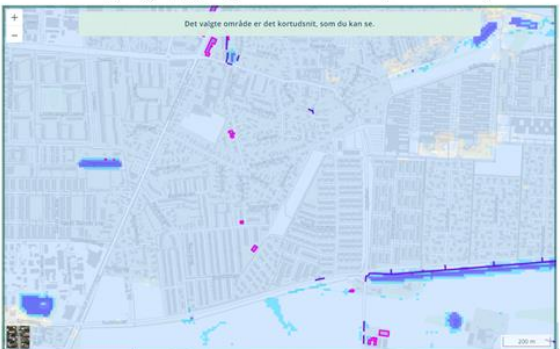 +
Det valgte område er det kortudsnit, som du kan se.
−
200 m